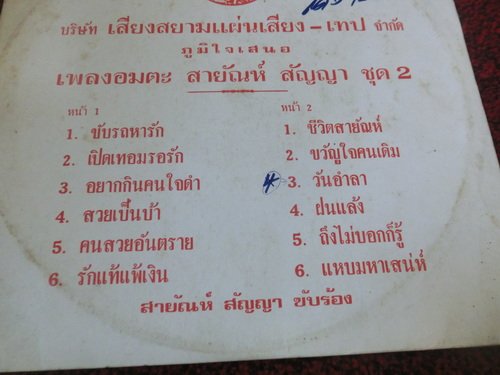 บริษัท เสียงสยามแผ่นเสียง - เทป จำกัด
ภูมิใจเสนอ
เพลงอมตะ สายัณห์ สัญญา ชุด 2
หน้า 1
1. ขับรถหารัก
2. เปิดเทอมรอรัก
3. อยากกินคนใจดำ
4. สวยเป็นบ้า
5. คนสวยอันตราย
6. รักแท้แพ้เงิน
หน้า 2
1. ชีวิตสายัณห์
2. ขวัญใจคนเดิม
3. วันอำลา
4. ฝนแล้ง
5. ถึงไม่บอกก็รู้
6. แหบมหาเสน่ห์
สายัณห์ สัญญา ขับร้อง